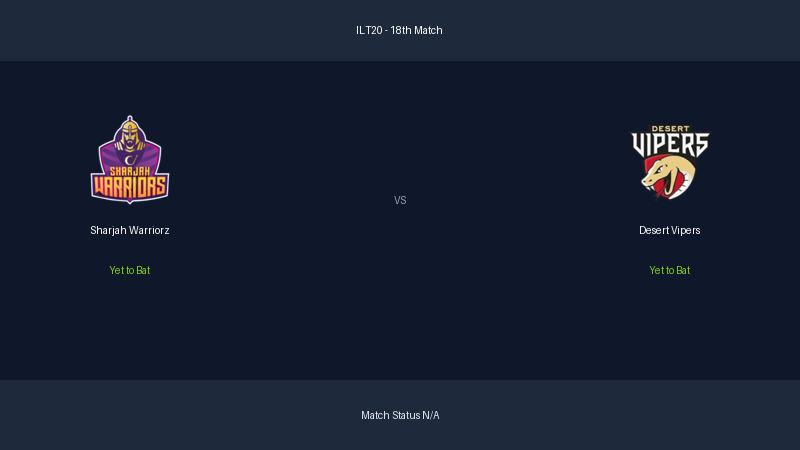 ILT20 - 18th Match
SHARJAH
WARRIORS
Sharjah Warriorz
Yet to Bat
VS
DESERT
VIPERS
Desert Vipers
Yet to Bat
Match Status N/A